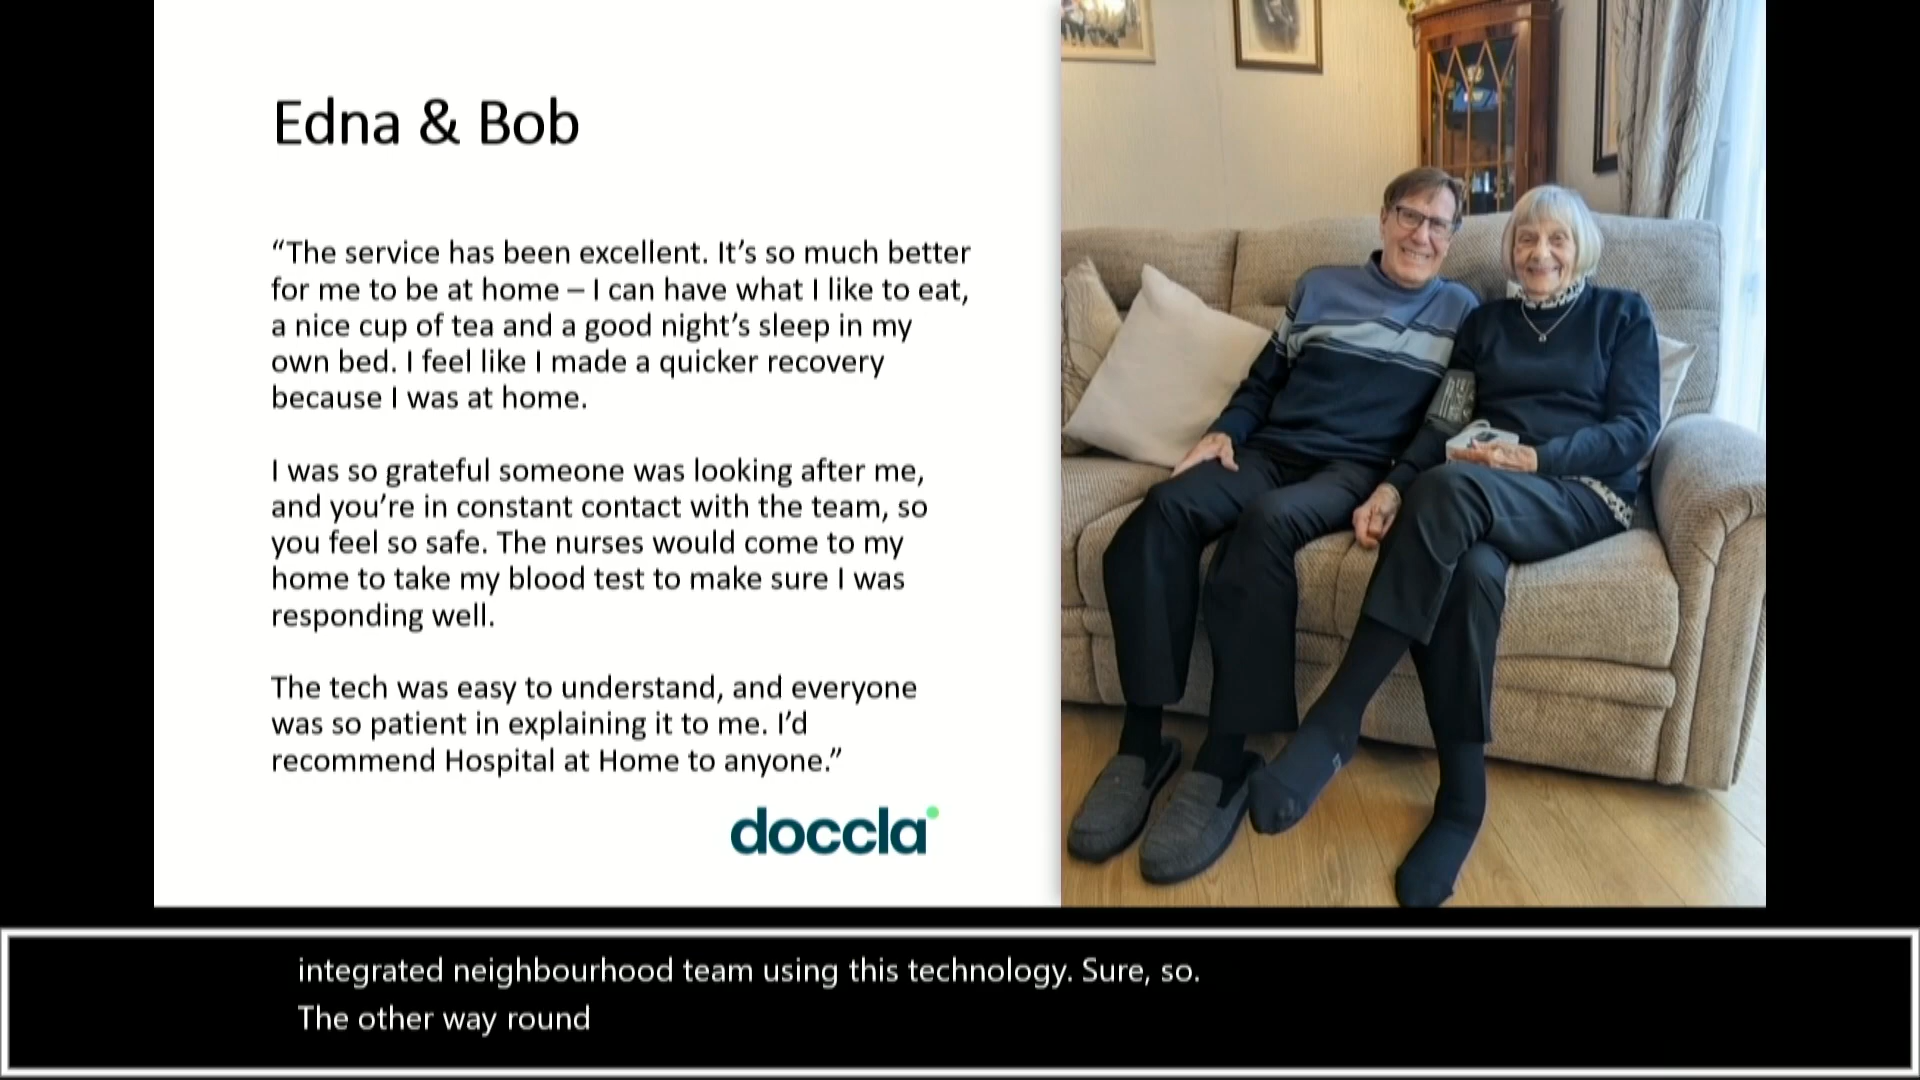 Edna & Bob
“The service has been excellent. It’s so much better
for me to be at home – I can have what I like to eat,
a nice cup of tea and a good night’s sleep in my
own bed. I feel like I made a quicker recovery
because I was at home.
I was so grateful someone was looking after me,
and you’re in constant contact with the team, so
you feel so safe. The nurses would come to my
home to take my blood test to make sure I was
responding well.
The tech was easy to understand, and everyone
was so patient in explaining it to me. I’d
recommend Hospital at Home to anyone.”
doccla
integrated neighbourhood team using this technology. Sure, so.
The other way round